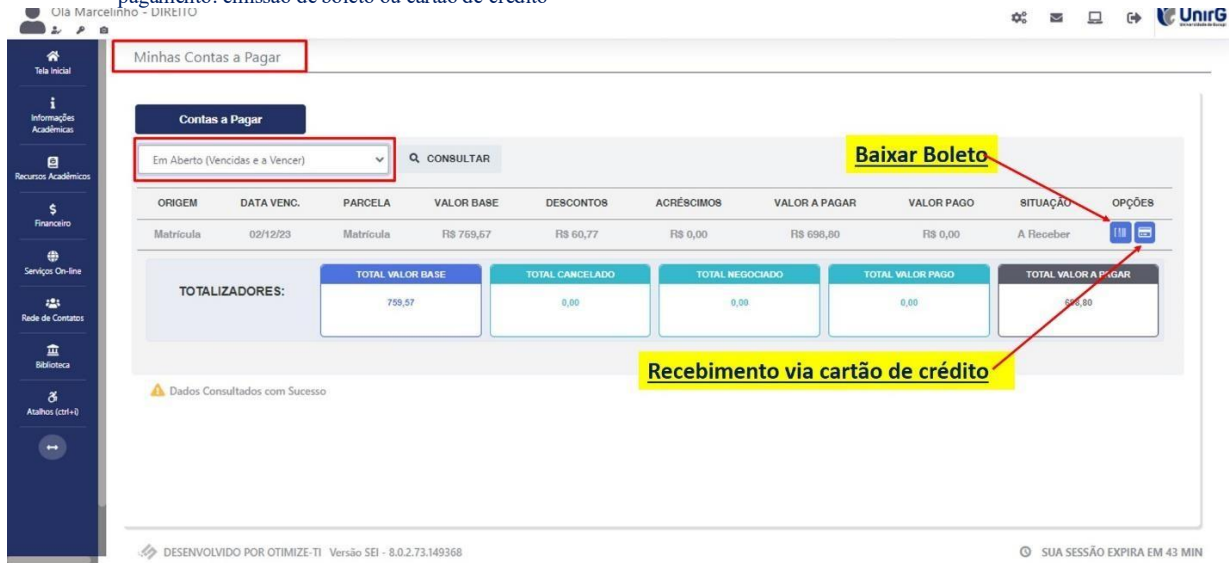 pagamento: emissão de boleto ou cartão de crédito
Olá Marcelinho - DIREITO
UnirG
Tela Inicial
Minhas Contas a Pagar
Informações
Acadêmicas
Contas a Pagar
Em Aberto (Vencidas e a Vencer)
CONSULTAR
Baixar Boleto
Recursos Acadêmicos
ORIGEM DATA VENC. PARCELA VALOR BASE DESCONTOS ACRÉSCIMOS VALOR A PAGAR VALOR PAGO SITUAÇÃO OPÇÕES
Matrícula 02/12/23 Matrícula R$ 759,57 R$ 60,77 R$ 0,00 R$ 698,80 R$ 0,00 A Receber
Financeiro
Serviços On-line
TOTALIZADORES:
TOTAL VALOR BASE TOTAL CANCELADO TOTAL NEGOCIADO TOTAL VALOR PAGO TOTAL VALOR A PAGAR
759,57 0,00 0,00 0,00 698,80
Rede de Contatos
Biblioteca
Recebimento via cartão de crédito
Dados Consultados com Sucesso
Atalhos (ctrl+i)
DESENVOLVIDO POR OTIMIZE-TI Versão SEI - 8.0.2.73.149368
SUA SESSÃO EXPIRA EM 43 MIN